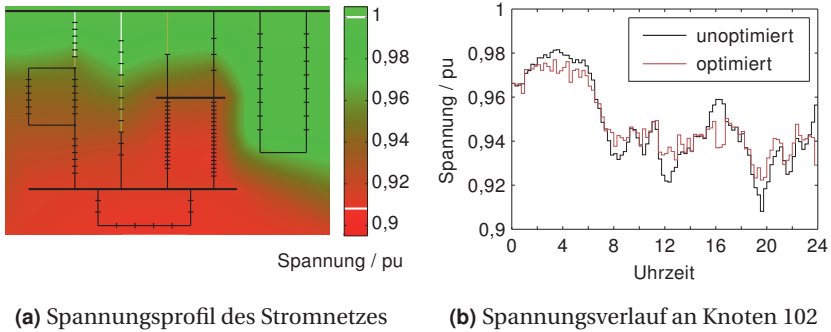 1
0.98
0.96
0.94
0.92
0,9
Spannung / pu
(a) Spannungsprofil des Stromnetzes
1
0.98
0.96
0.94
0.92
0,9
0 4 8 12 16 20 24
Spannung / pu
Uhrzeit
unoptimiert
optimiert
(b) Spannungsverlauf an Knoten 102